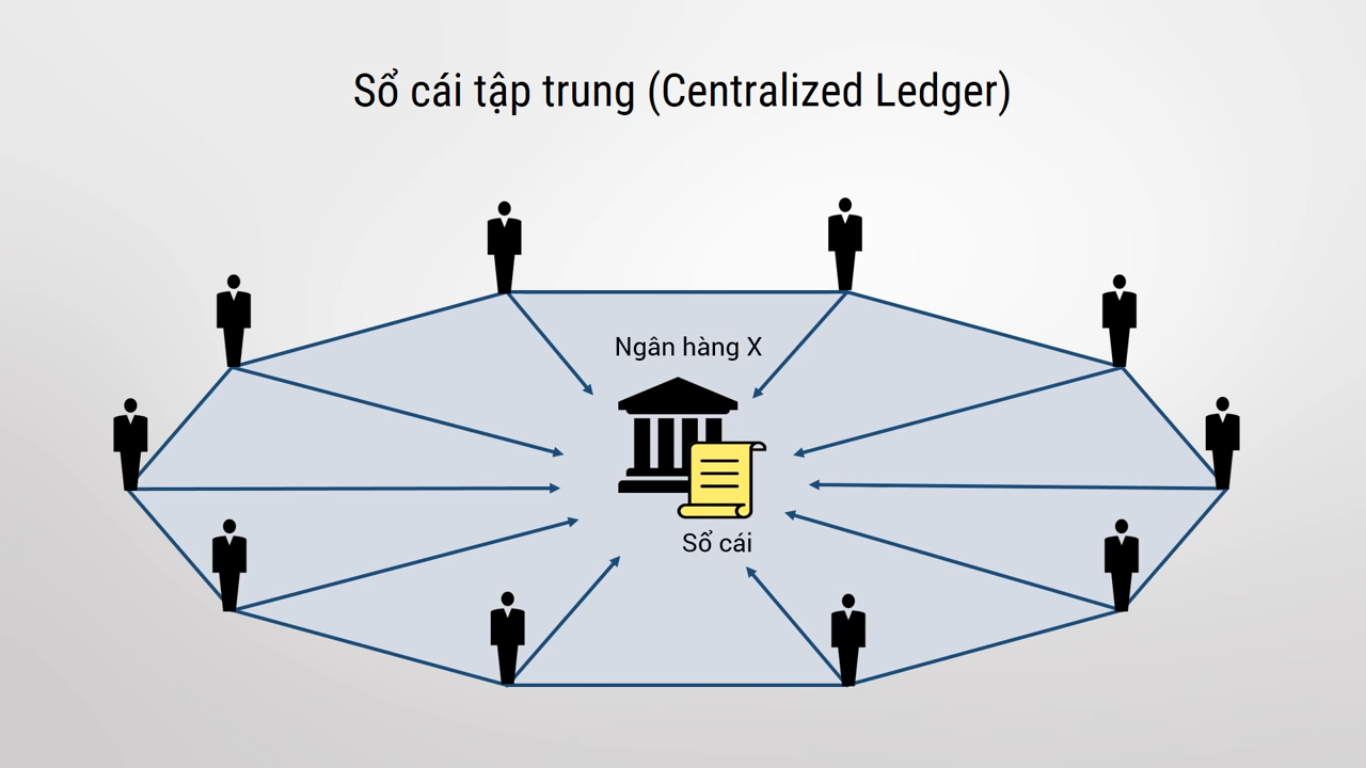 Sổ cái tập trung (Centralized Ledger)
Ngân hàng X
Sổ cái